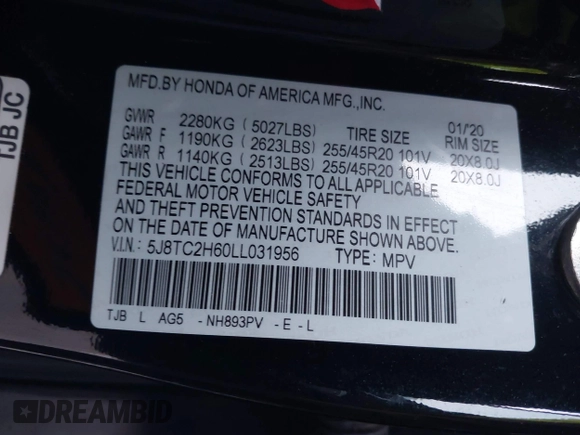 MFD.BY HONDA OF AMERICA MFG.,INC.
GVWR 2280KG (5027LBS) TIRE SIZE 01/20 RIM SIZE
GAWR F 1190KG (2623LBS) 255/45R20 101V 20X8.0J
GAWR R 1140KG (2513LBS) 255/45R20 101V 20X8.0J
THIS VEHICLE CONFORMS TO ALL APPLICABLE
FEDERAL MOTOR VEHICLE SAFETY
AND THEFT PREVENTION STANDARDS IN EFFECT
ON THE DATE OF MANUFACTURE SHOWN ABOVE.
V.I.N.: 5J8TC2H60LL031956 TYPE: MPV
TJB L AG5 -NH893PV -E -L
TJB JC
DREAMBID